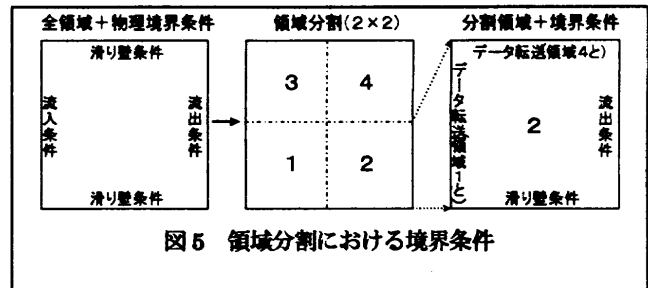 全領域+物理境界条件
滑り壁条件
流入条件
流出条件
滑り壁条件
領域分割(2×2)
3
4
1
2
分割領域+境界条件
データ転送(領域4と)
データ転送(領域1と)
2
流出条件
滑り壁条件
図5 領域分割における境界条件